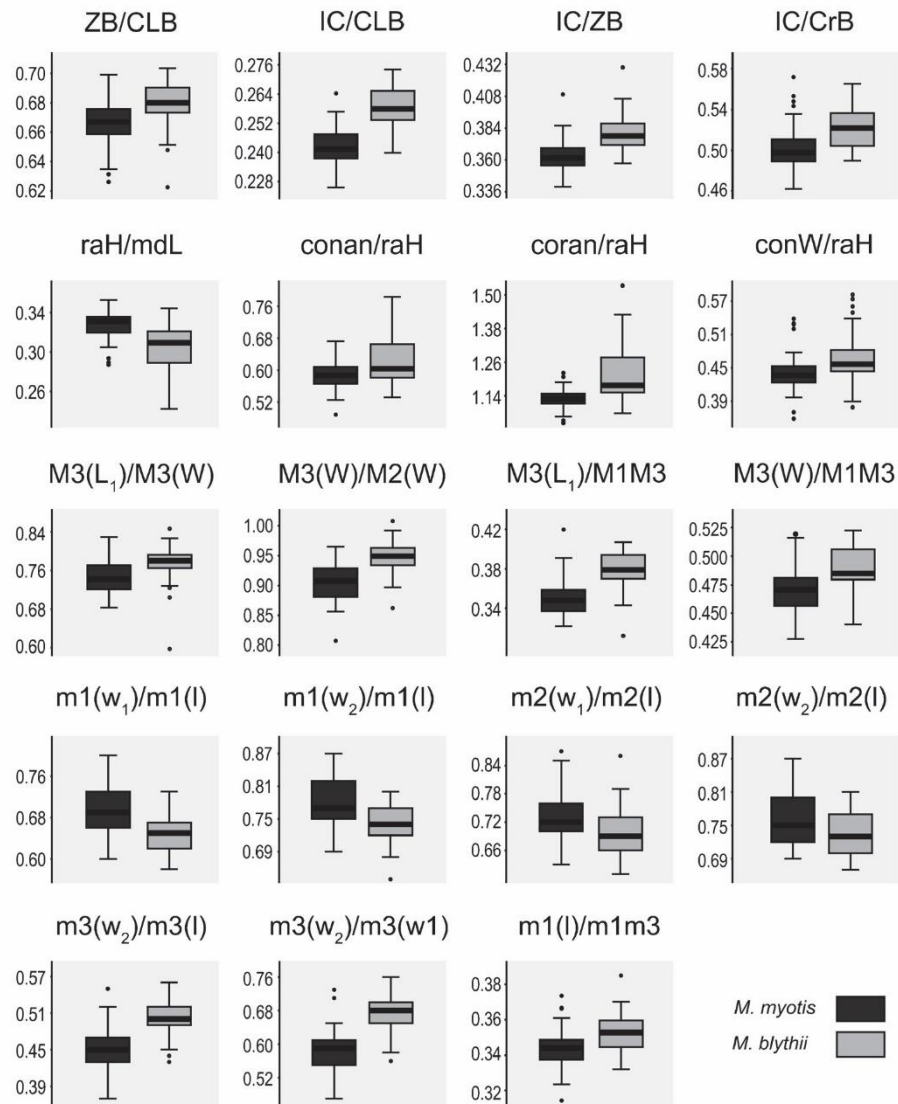 ZB/CLB IC/CLB IC/ZB IC/CrB
0.70 0.276 0.432 0.58
0.68 0.264 0.408 0.54
0.66 0.252 0.384 0.50
0.64 0.240 0.360 0.46
0.62 0.228 0.336
raH/mdL conan/raH coran/raH conW/raH
0.34 0.76 1.50 0.57
0.30 0.68 1.38 0.51
0.26 0.60 1.26 0.45
0.52 1.14 0.39
M3(L₁)/M3(W) M3(W)/M2(W) M3(L₁)/M1M3 M3(W)/M1M3
0.84 1.00 0.42 0.525
0.76 0.95 0.38 0.500
0.68 0.90 0.34 0.475
0.60 0.85 0.450
0.80 0.425
m1(w₁)/m1(l) m1(w₂)/m1(l) m2(w₁)/m2(l) m2(w₂)/m2(l)
0.76 0.87 0.84 0.87
0.68 0.81 0.78 0.81
0.60 0.75 0.72 0.75
0.69 0.66 0.69
m3(w₂)/m3(l) m3(w₂)/m3(w1) m1(l)/m1m3
0.57 0.76 0.38
0.51 0.68 0.36
0.45 0.60 0.34
0.39 0.52 0.32
M. myotis
M. blythii